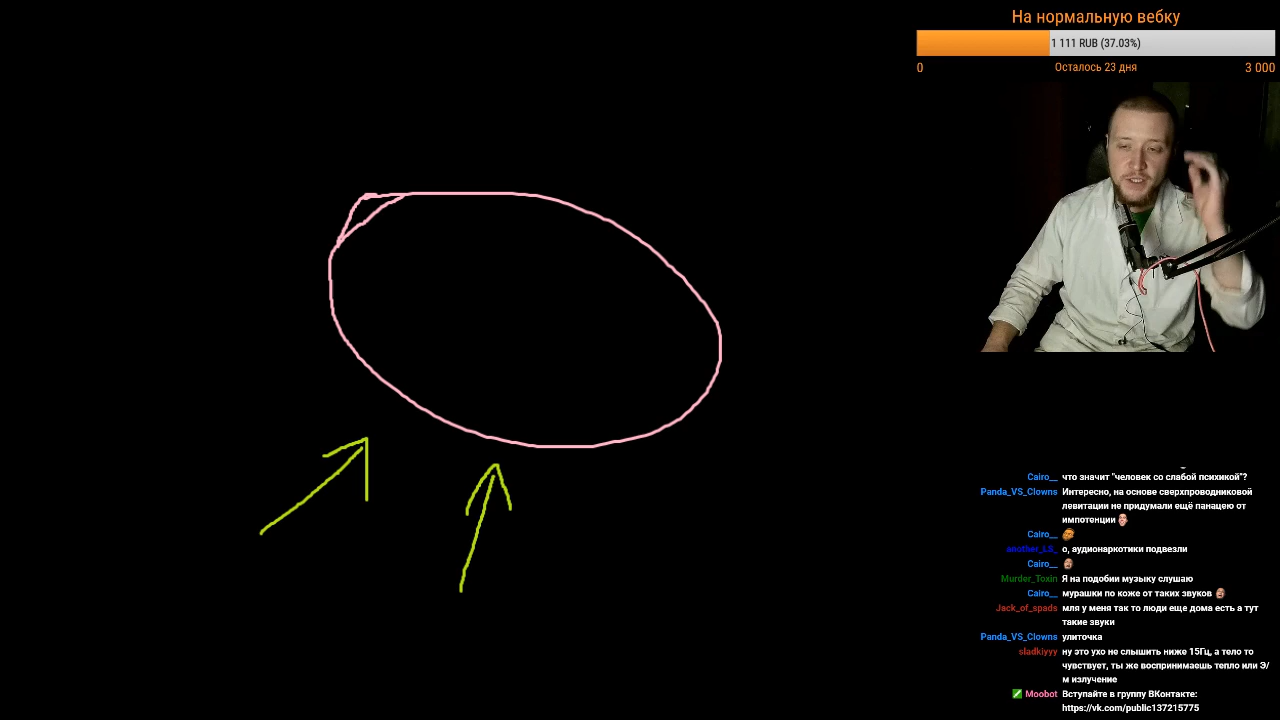 На нормальную вебку
1 111 RUB (37.03%)
0 Осталось 23 дня 3 000
Cairo__ что значит "человек со слабой психикой"?
Panda_VS_Clowns Интересно, на основе сверхпроводниковой
левитации не придумали ещё панацею от
импотенции
Cairo__
another_LS_ о, аудионаркотики подвезли
Cairo__
Murder_Toxin Я на подобии музыку слушаю
Cairo__ мурашки по коже от таких звуков
Jack_of_spads мля у меня так то люди еще дома есть а тут
такие звуки
Panda_VS_Clowns улиточка
sladkiyyy ну это ухо не слышить ниже 15Гц, а тело то
чувствует, ты же воспринимаешь тепло или Э/
м излучение
Moobot Вступайте в группу ВКонтакте:
https://vk.com/public137215775